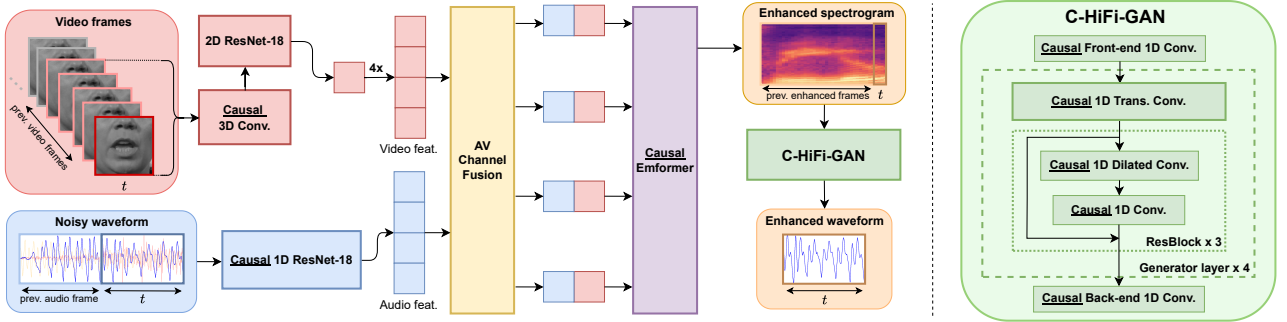 Video frames
prev. video frames
t
2D ResNet-18
Causal
3D Conv.
4x
Video feat.
Noisy waveform
prev. audio frame
t
Causal 1D ResNet-18
Audio feat.
AV
Channel
Fusion
Causal
Emformer
Enhanced spectrogram
prev. enhanced frames
t
C-HiFi-GAN
Enhanced waveform
t
C-HiFi-GAN
Causal Front-end 1D Conv.
Causal 1D Trans. Conv.
Causal 1D Dilated Conv.
Causal 1D Conv.
ResBlock x 3
Generator layer x 4
Causal Back-end 1D Conv.